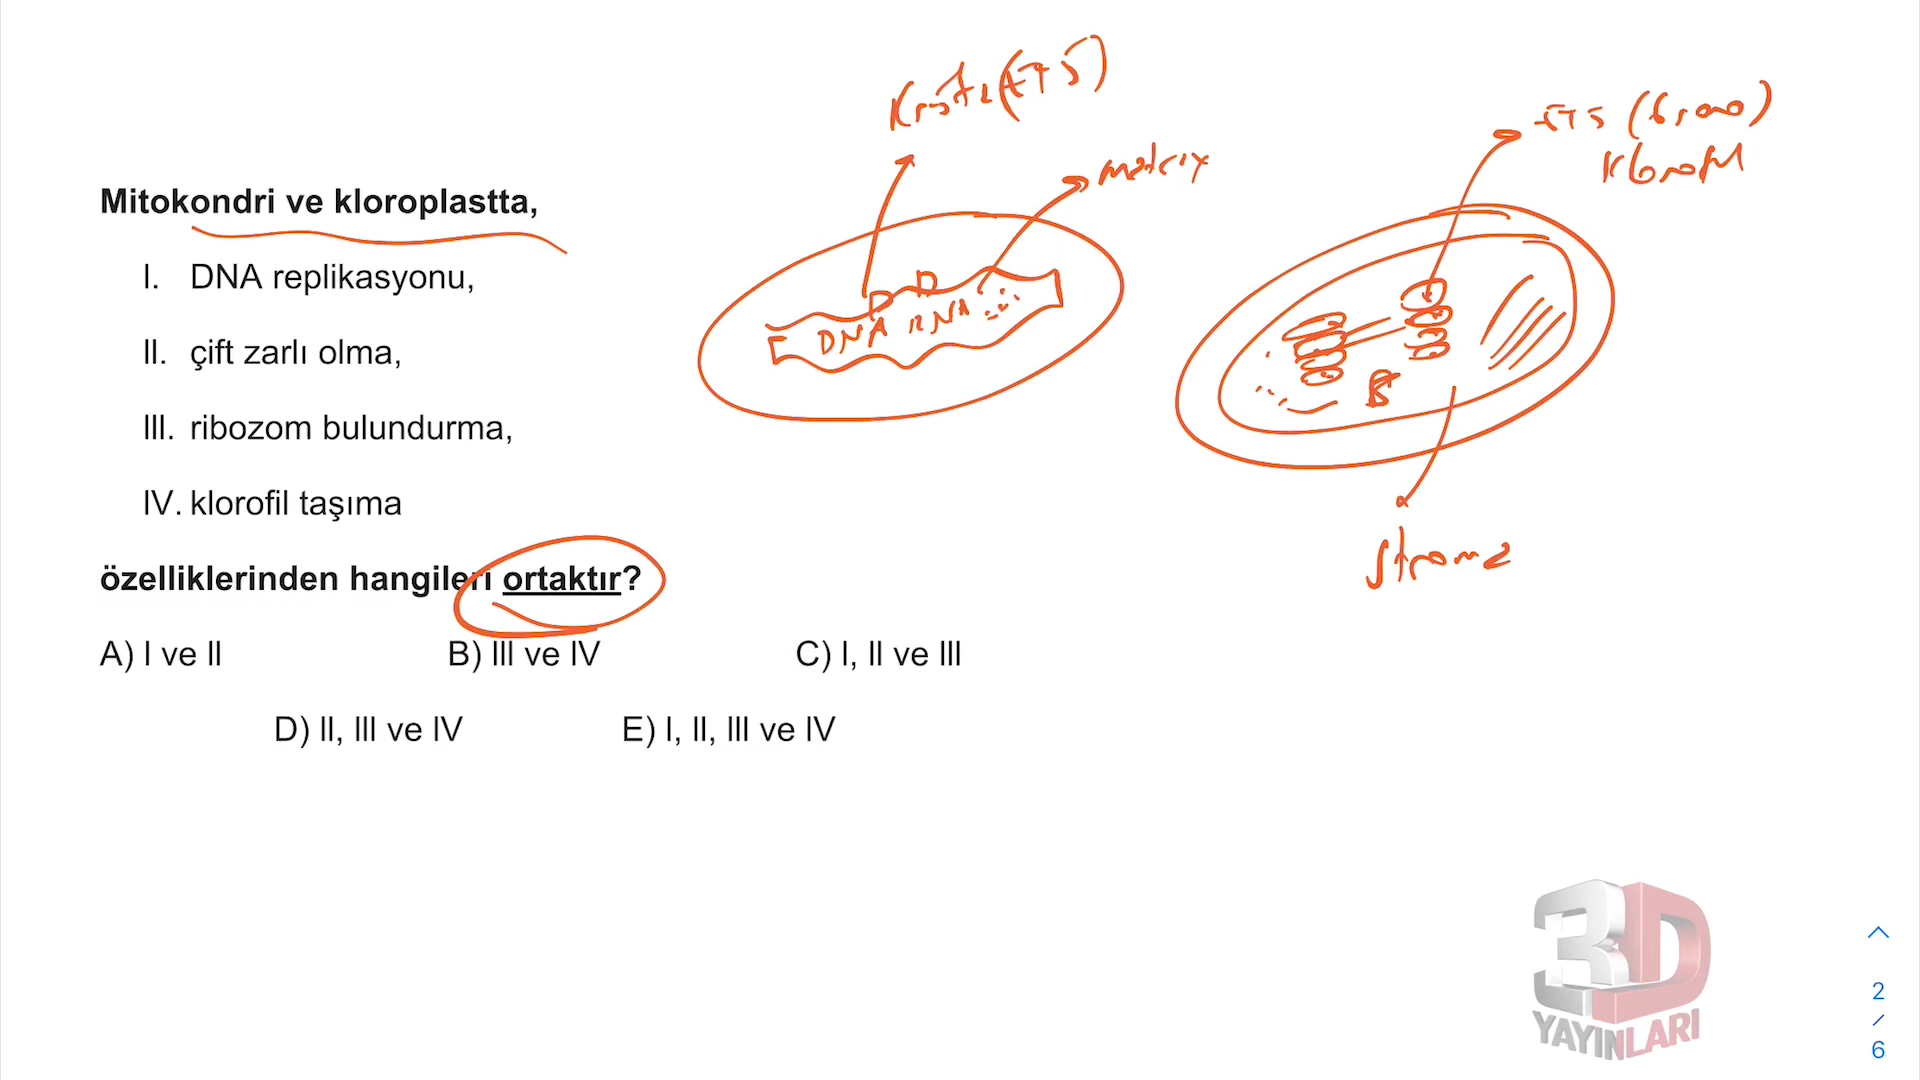 Kriste (ETS)
matrix
ETS (Grano)
Klorofil
Mitokondri ve kloroplastta,
I. DNA replikasyonu,
II. çift zarlı olma,
III. ribozom bulundurma,
IV. klorofil taşıma
özelliklerinden hangileri ortaktır?
A) I ve II
B) III ve IV
C) I, II ve III
D) II, III ve IV
E) I, II, III ve IV
DNA RNA
Stroma
3D
YAYINLARI
2
/
6